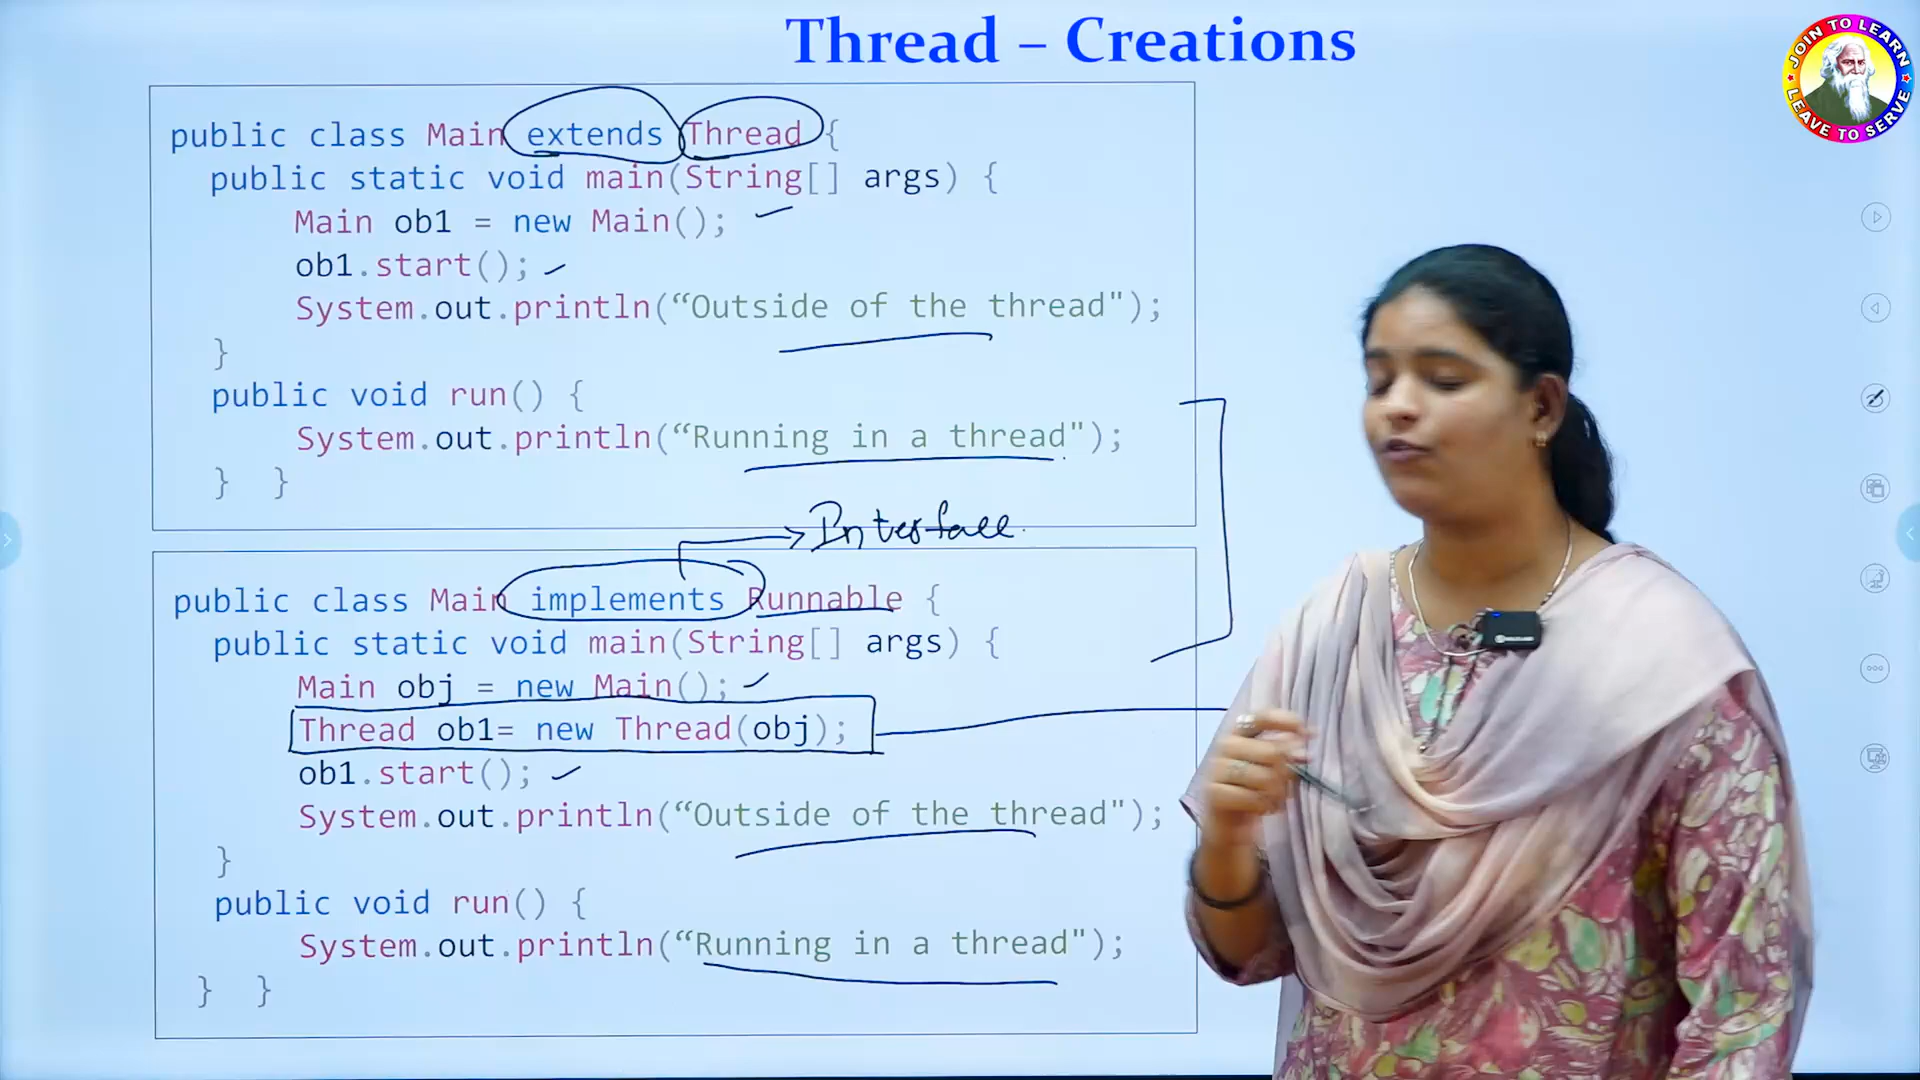 Thread – Creations
JOIN TO LEARN
LEAVE TO SERVE
public class Main extends Thread {
public static void main(String[] args) {
Main ob1 = new Main();
ob1.start();
System.out.println(“Outside of the thread");
}
public void run() {
System.out.println(“Running in a thread");
} }
Interface
public class Main implements Runnable {
public static void main(String[] args) {
Main obj = new Main();
Thread ob1= new Thread(obj);
ob1.start();
System.out.println(“Outside of the thread");
}
public void run() {
System.out.println(“Running in a thread");
} }